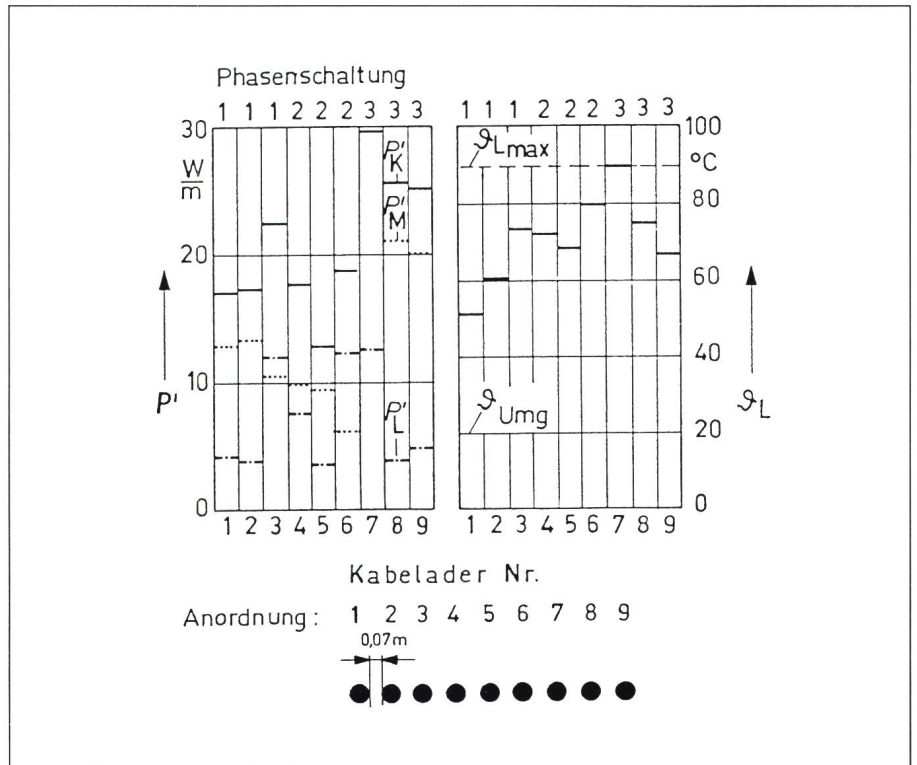 Phasenschaltung
1 1 1 2 2 2 3 3 3
1 1 1 2 2 2 3 3 3
30
W/m
20
10
0
P'
P'K
P'M
P'L
1 2 3 4 5 6 7 8 9
ϑLmax
ϑUmg
100
°C
80
60
40
20
0
ϑL
1 2 3 4 5 6 7 8 9
Kabelader Nr.
Anordnung: 1 2 3 4 5 6 7 8 9
0,07m